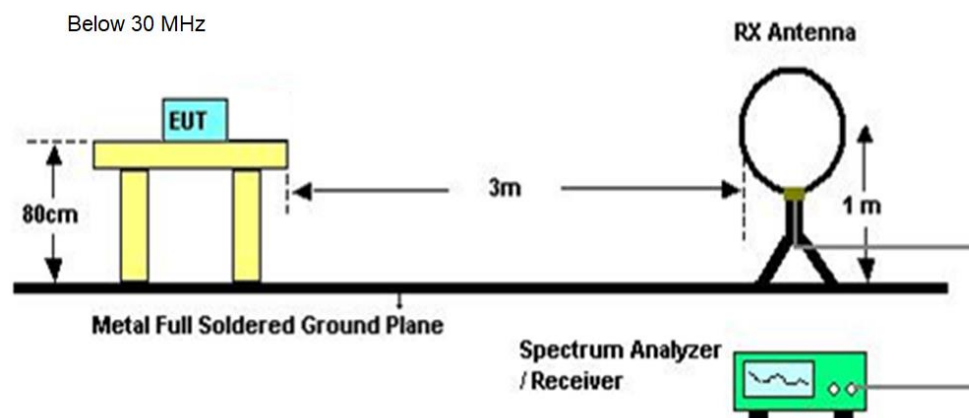 Below 30 MHz
RX Antenna
EUT
80cm
3m
1 m
Metal Full Soldered Ground Plane
Spectrum Analyzer
/ Receiver